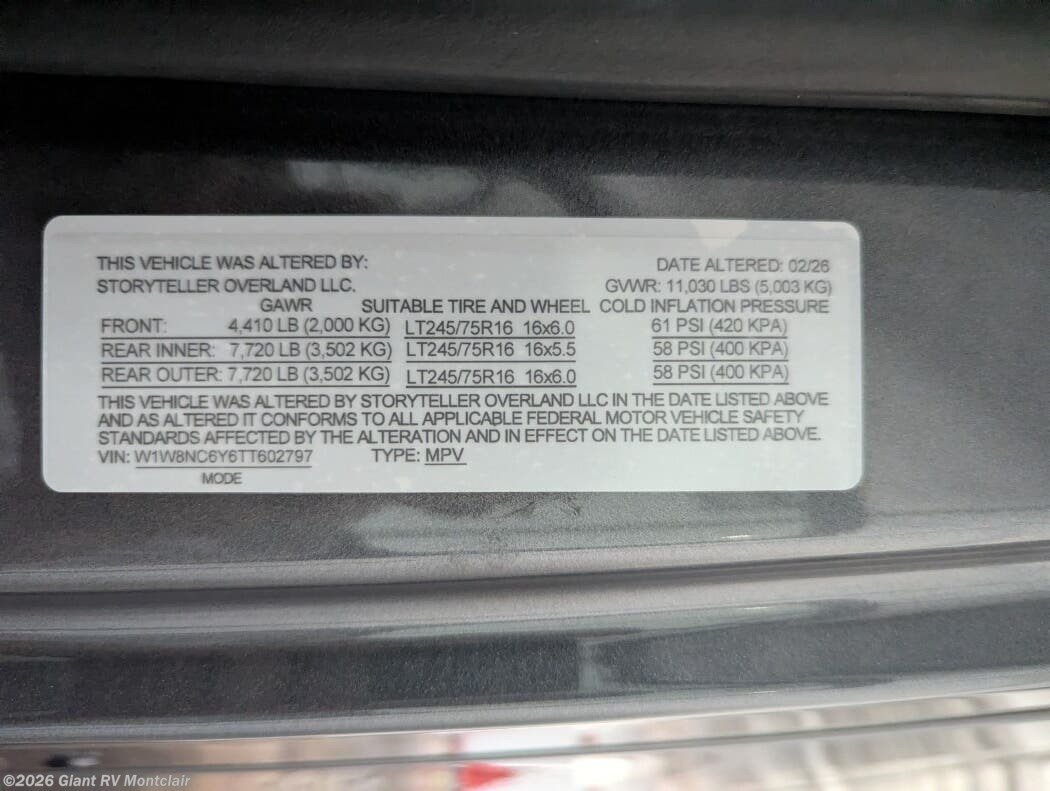 THIS VEHICLE WAS ALTERED BY: DATE ALTERED: 02/26
STORYTELLER OVERLAND LLC. GVWR: 11,030 LBS (5,003 KG)
GAWR SUITABLE TIRE AND WHEEL COLD INFLATION PRESSURE
FRONT: 4,410 LB (2,000 KG) LT245/75R16 16x6.0 61 PSI (420 KPA)
REAR INNER: 7,720 LB (3,502 KG) LT245/75R16 16x5.5 58 PSI (400 KPA)
REAR OUTER: 7,720 LB (3,502 KG) LT245/75R16 16x6.0 58 PSI (400 KPA)
THIS VEHICLE WAS ALTERED BY STORYTELLER OVERLAND LLC IN THE DATE LISTED ABOVE
AND AS ALTERED IT CONFORMS TO ALL APPLICABLE FEDERAL MOTOR VEHICLE SAFETY
STANDARDS AFFECTED BY THE ALTERATION AND IN EFFECT ON THE DATE LISTED ABOVE.
VIN: W1W8NC6Y6TT602797 TYPE: MPV
MODE
©2026 Giant RV Montclair